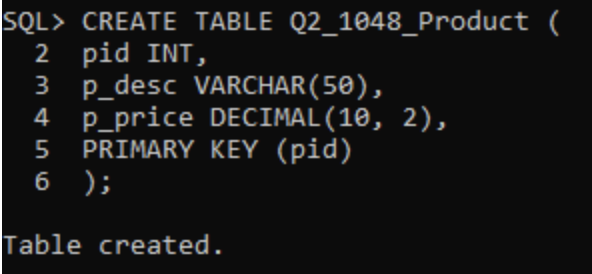 SQL> CREATE TABLE Q2_1048_Product (
  2  pid INT,
  3  p_desc VARCHAR(50),
  4  p_price DECIMAL(10, 2),
  5  PRIMARY KEY (pid)
  6  );
Table created.